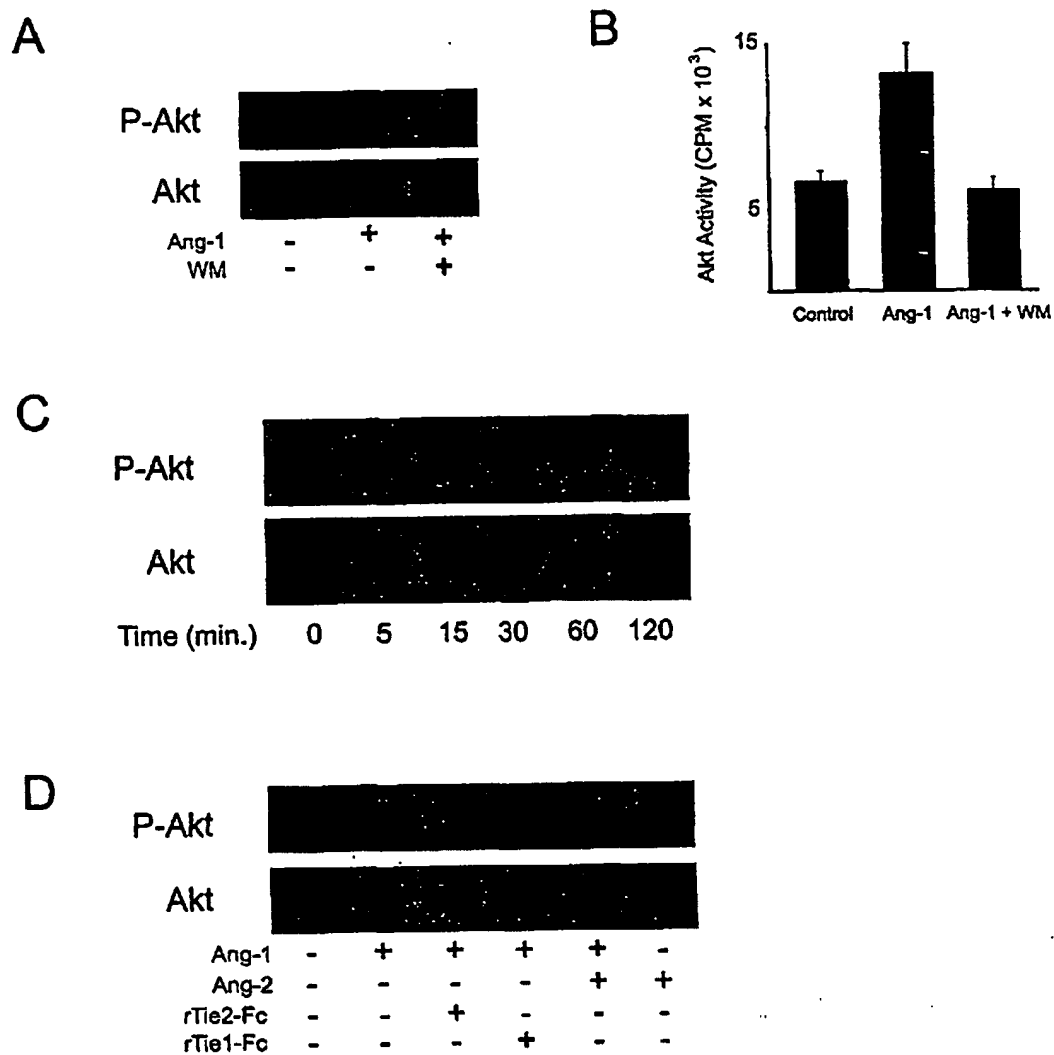 A
P-Akt
Akt
Ang-1 - + +
WM - - +
B
Akt Activity (CPM x 10³)
15
5
Control Ang-1 Ang-1 + WM
C
P-Akt
Akt
Time (min.) 0 5 15 30 60 120
D
P-Akt
Akt
Ang-1 - + + + + -
Ang-2 - - - - + +
rTie2-Fc - - + - - -
rTie1-Fc - - - + - -